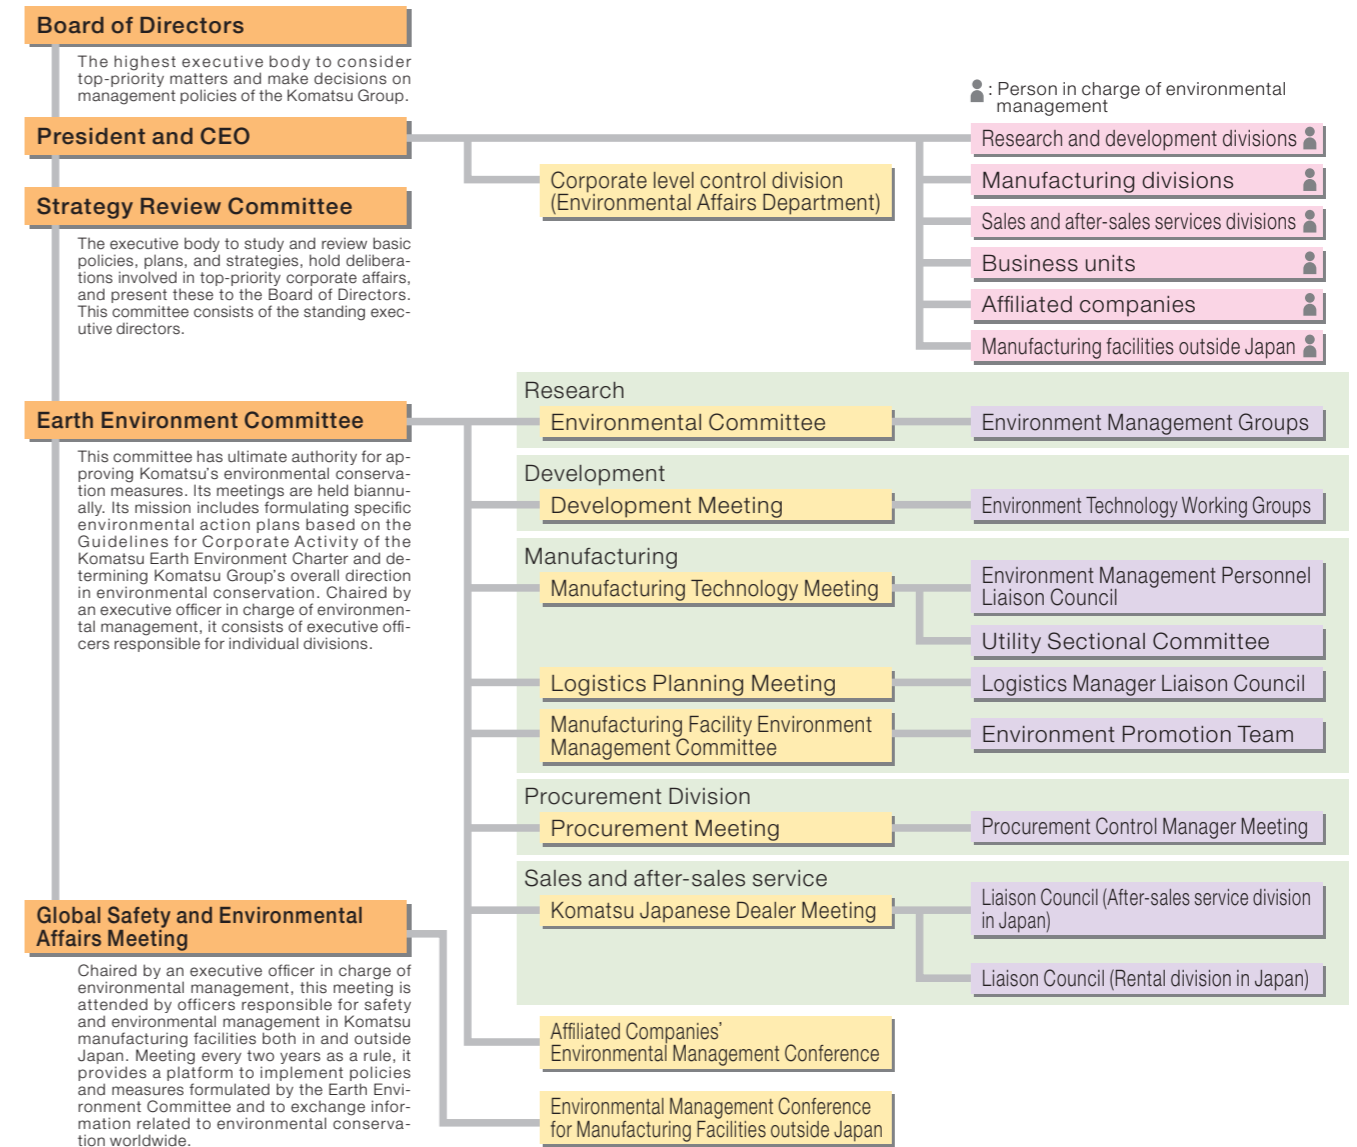 Board of Directors
The highest executive body to consider
top-priority matters and make decisions on
management policies of the Komatsu Group.
: Person in charge of environmental
management
President and CEO
Research and development divisions
Corporate level control division
(Environmental Affairs Department)
Manufacturing divisions
Strategy Review Committee
Sales and after-sales services divisions
The executive body to study and review basic
policies, plans, and strategies, hold delibera-
tions involved in top-priority corporate affairs,
and present these to the Board of Directors.
This committee consists of the standing exec-
utive directors.
Business units
Affiliated companies
Manufacturing facilities outside Japan
Research
Earth Environment Committee
Environmental Committee
Environment Management Groups
This committee has ultimate authority for ap-
proving Komatsu's environmental conserva-
tion measures. Its meetings are held biannu-
ally. Its mission includes formulating specific
environmental action plans based on the
Guidelines for Corporate Activity of the
Komatsu Earth Environment Charter and de-
termining Komatsu Group's overall direction
in environmental conservation. Chaired by
an executive officer in charge of environmen-
tal management, it consists of executive offi-
cers responsible for individual divisions.
Development
Development Meeting
Environment Technology Working Groups
Manufacturing
Manufacturing Technology Meeting
Environment Management Personnel
Liaison Council
Utility Sectional Committee
Logistics Planning Meeting
Logistics Manager Liaison Council
Manufacturing Facility Environment
Management Committee
Environment Promotion Team
Procurement Division
Procurement Meeting
Procurement Control Manager Meeting
Sales and after-sales service
Komatsu Japanese Dealer Meeting
Liaison Council (After-sales service division
in Japan)
Liaison Council (Rental division in Japan)
Global Safety and Environmental
Affairs Meeting
Chaired by an executive officer in charge of
environmental management, this meeting is
attended by officers responsible for safety
and environmental management in Komatsu
manufacturing facilities both in and outside
Japan. Meeting every two years as a rule, it
provides a platform to implement policies
and measures formulated by the Earth Envi-
ronment Committee and to exchange infor-
mation related to environmental conserva-
tion worldwide.
Affiliated Companies'
Environmental Management Conference
Environmental Management Conference
for Manufacturing Facilities outside Japan